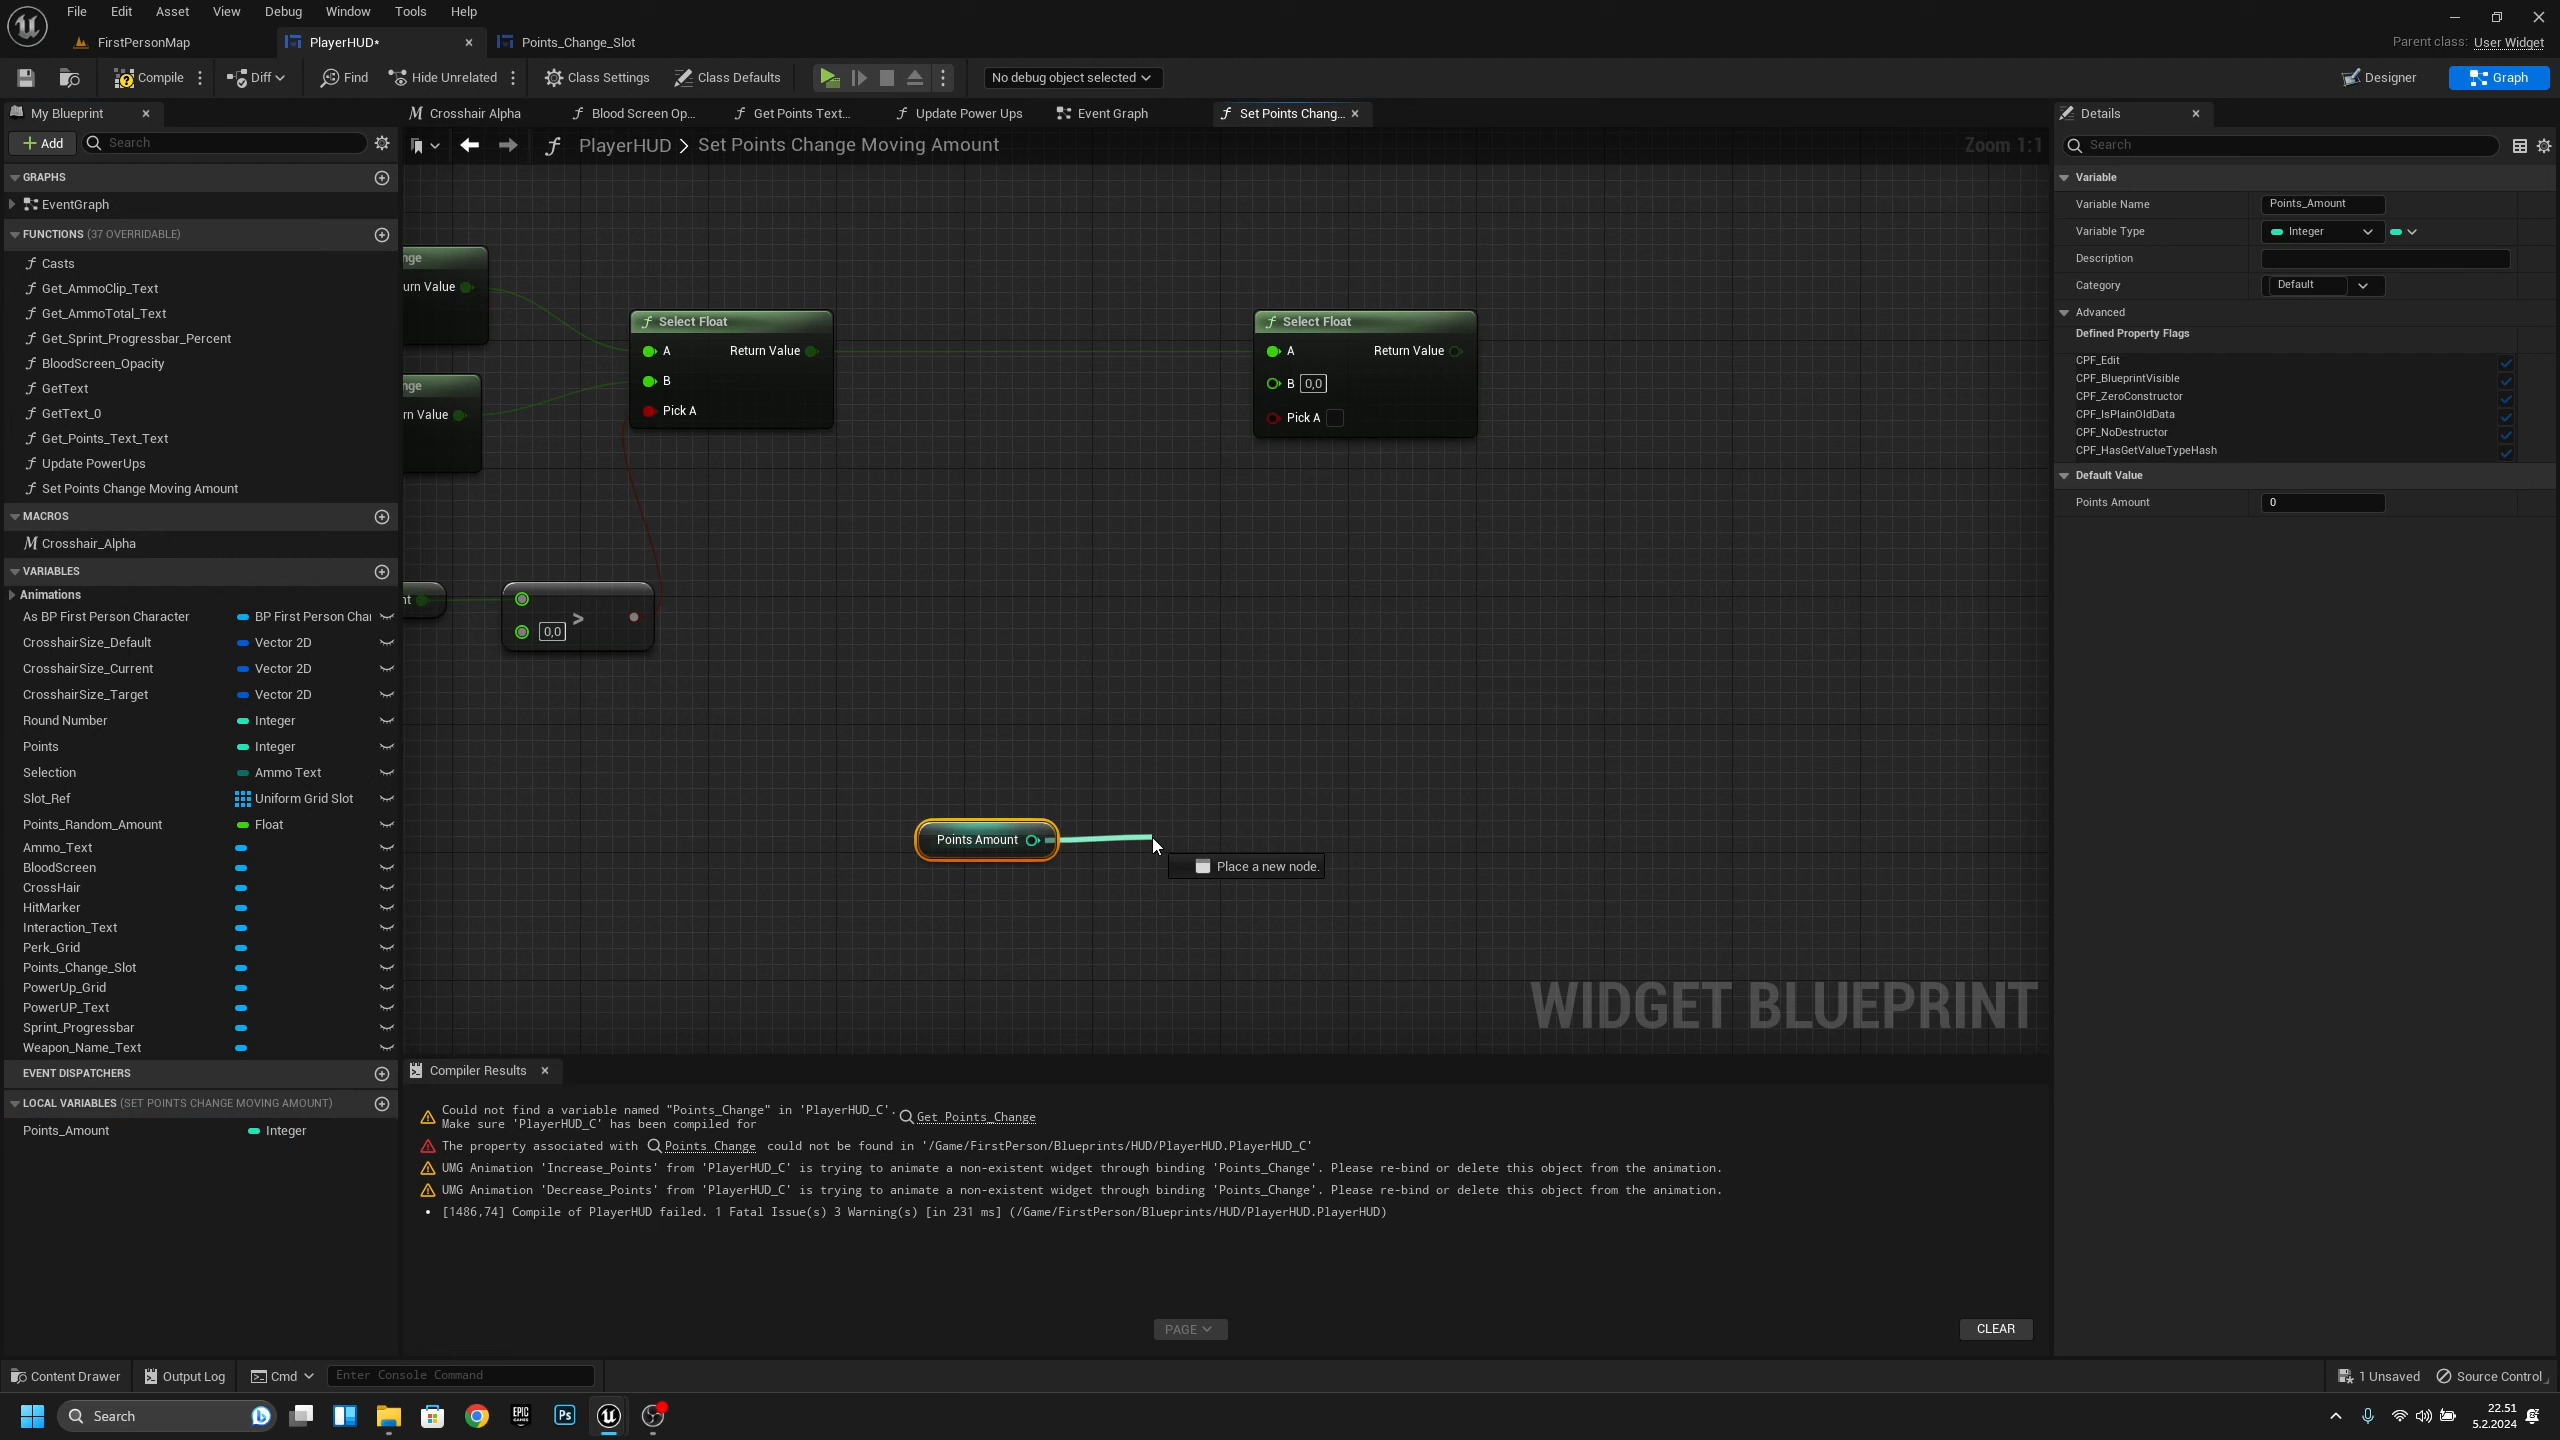 File Edit Asset View Debug Window Tools Help
FirstPersonMap PlayerHUD* Points_Change_Slot
Parent class: User Widget
Compile Diff Find Hide Unrelated Class Settings Class Defaults No debug object selected Designer Graph
My Blueprint
Crosshair Alpha Blood Screen Op... Get Points Text... Update Power Ups Event Graph Set Points Chang...
Details
Add Search
PlayerHUD > Set Points Change Moving Amount
Zoom 1:1
Search
GRAPHS
EventGraph
FUNCTIONS (37 OVERRIDABLE)
Casts
Get_AmmoClip_Text
Get_AmmoTotal_Text
Get_Sprint_Progressbar_Percent
BloodScreen_Opacity
GetText
GetText_0
Get_Points_Text_Text
Update PowerUps
Set Points Change Moving Amount
MACROS
Crosshair_Alpha
VARIABLES
Animations
As BP First Person Character BP First Person Cha
CrosshairSize_Default Vector 2D
CrosshairSize_Current Vector 2D
CrosshairSize_Target Vector 2D
Round Number Integer
Points Integer
Selection Ammo Text
Slot_Ref Uniform Grid Slot
Points_Random_Amount Float
Ammo_Text
BloodScreen
CrossHair
HitMarker
Interaction_Text
Perk_Grid
Points_Change_Slot
PowerUp_Grid
PowerUP_Text
Sprint_Progressbar
Weapon_Name_Text
EVENT DISPATCHERS
LOCAL VARIABLES (SET POINTS CHANGE MOVING AMOUNT)
Points_Amount Integer
nge
urn Value
nge
rn Value
nt
Select Float
A Return Value
B
Pick A
> 0,0
Select Float
A Return Value
B 0,0
Pick A
Points Amount
Place a new node.
WIDGET BLUEPRINT
Variable
Variable Name Points_Amount
Variable Type Integer
Description
Category Default
Advanced
Defined Property Flags
CPF_Edit
CPF_BlueprintVisible
CPF_ZeroConstructor
CPF_IsPlainOldData
CPF_NoDestructor
CPF_HasGetValueTypeHash
Default Value
Points Amount 0
Compiler Results
Could not find a variable named "Points_Change" in 'PlayerHUD_C'. Get Points_Change
Make sure 'PlayerHUD_C' has been compiled for
The property associated with Points_Change could not be found in '/Game/FirstPerson/Blueprints/HUD/PlayerHUD.PlayerHUD_C'
UMG Animation 'Increase_Points' from 'PlayerHUD_C' is trying to animate a non-existent widget through binding 'Points_Change'. Please re-bind or delete this object from the animation.
UMG Animation 'Decrease_Points' from 'PlayerHUD_C' is trying to animate a non-existent widget through binding 'Points_Change'. Please re-bind or delete this object from the animation.
• [1486,74] Compile of PlayerHUD failed. 1 Fatal Issue(s) 3 Warning(s) [in 231 ms] (/Game/FirstPerson/Blueprints/HUD/PlayerHUD.PlayerHUD)
PAGE CLEAR
Content Drawer Output Log Cmd Enter Console Command 1 Unsaved Source Control
Search EPIC GAMES Ps 22.51
5.2.2024